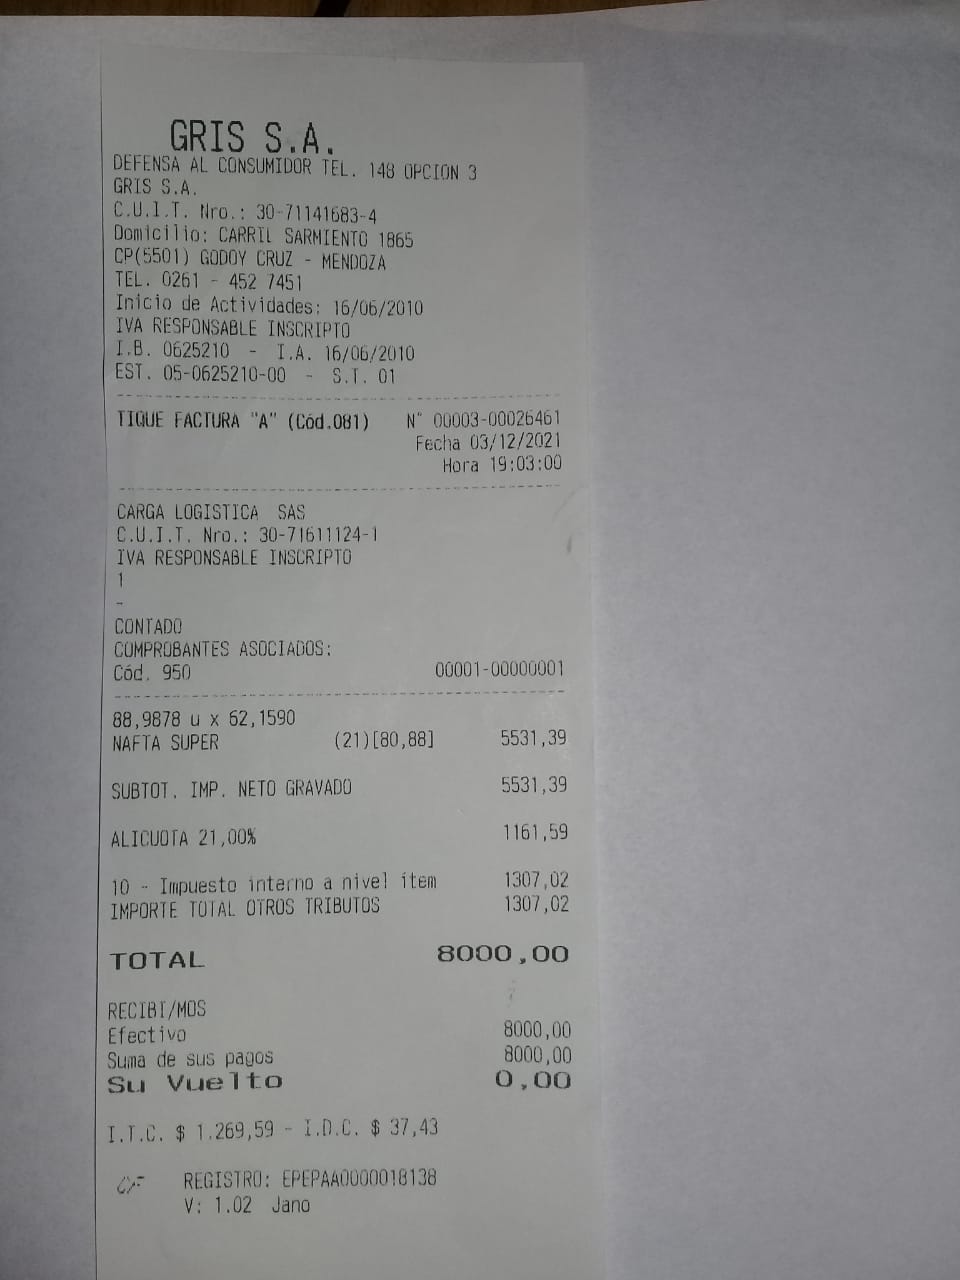 GRIS S.A.
DEFENSA AL CONSUMIDOR TEL. 148 OPCION 3
GRIS S.A.
C.U.I.T. Nro.: 30-71141683-4
Domicilio: CARRIL SARMIENTO 1865
CP(5501) GODOY CRUZ - MENDOZA
TEL. 0261 - 452 7451
Inicio de Actividades: 16/06/2010
IVA RESPONSABLE INSCRIPTO
I.B. 0625210 - I.A. 16/06/2010
EST. 05-0625210-00 - S.T. 01
TIQUE FACTURA "A" (Cód.081) N° 00003-00026461
Fecha 03/12/2021
Hora 19:03:00
CARGA LOGISTICA SAS
C.U.I.T. Nro.: 30-71611124-1
IVA RESPONSABLE INSCRIPTO
1
-
CONTADO
COMPROBANTES ASOCIADOS:
Cód. 950 00001-00000001
88,9878 u x 62,1590
NAFTA SUPER (21)[80,88] 5531,39
SUBTOT. IMP. NETO GRAVADO 5531,39
ALICUOTA 21,00% 1161,59
10 - Impuesto interno a nivel ítem 1307,02
IMPORTE TOTAL OTROS TRIBUTOS 1307,02
TOTAL 8000,00
RECIBI/MOS
Efectivo 8000,00
Suma de sus pagos 8000,00
Su Vuelto 0,00
I.T.C. $ 1.269,59 - I.D.C. $ 37,43
CF REGISTRO: EPEPAA0000018138
V: 1.02 Jano